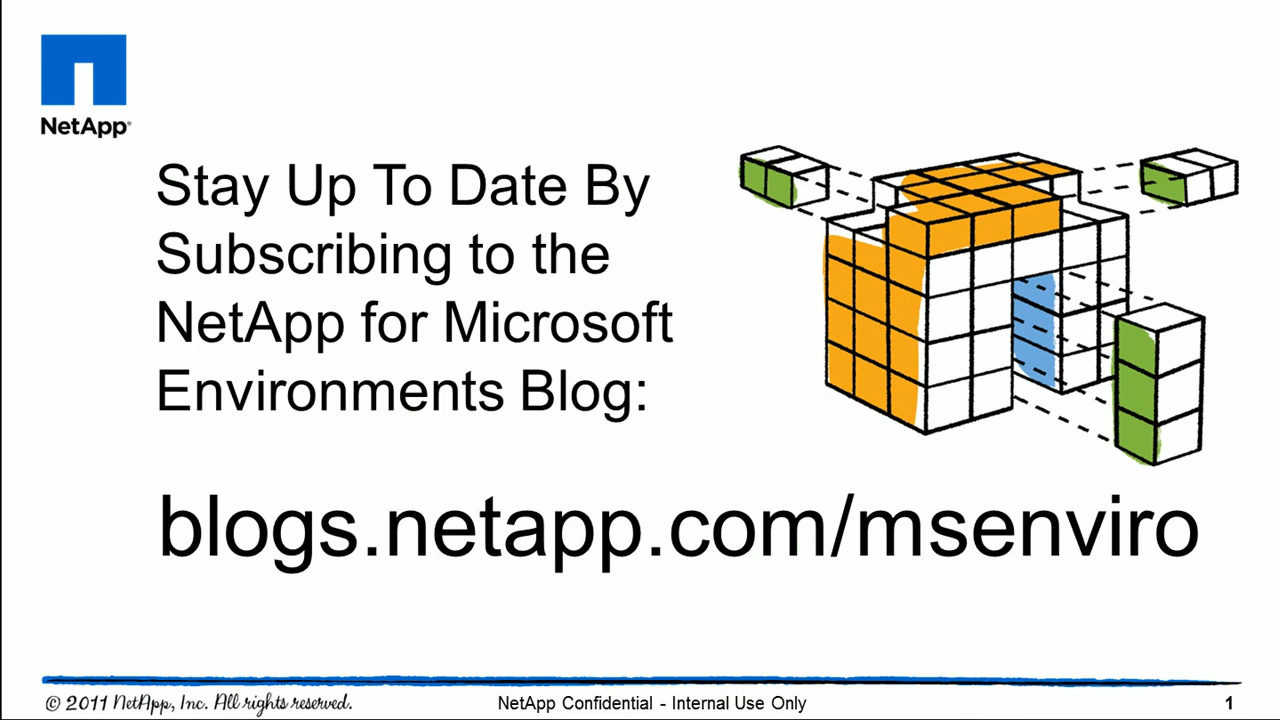 NetApp®
Stay Up To Date By
Subscribing to the
NetApp for Microsoft
Environments Blog:
blogs.netapp.com/msenviro
© 2011 NetApp, Inc. All rights reserved.
NetApp Confidential - Internal Use Only
1